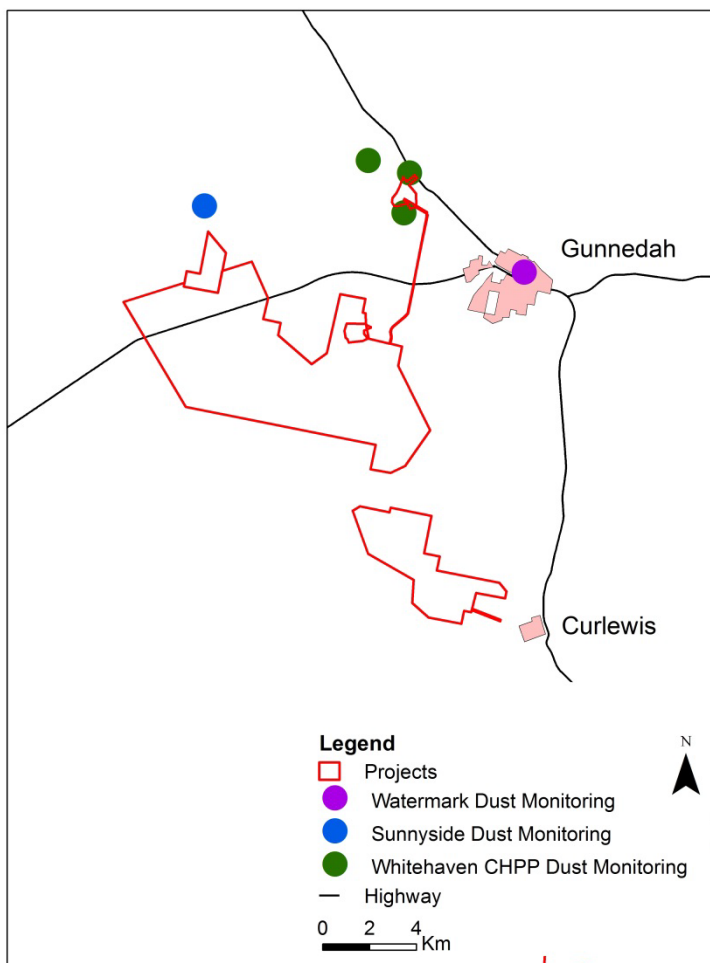 Gunnedah
Curlewis
Legend
N
Projects
Watermark Dust Monitoring
Sunnyside Dust Monitoring
Whitehaven CHPP Dust Monitoring
Highway
0 2 4
Km